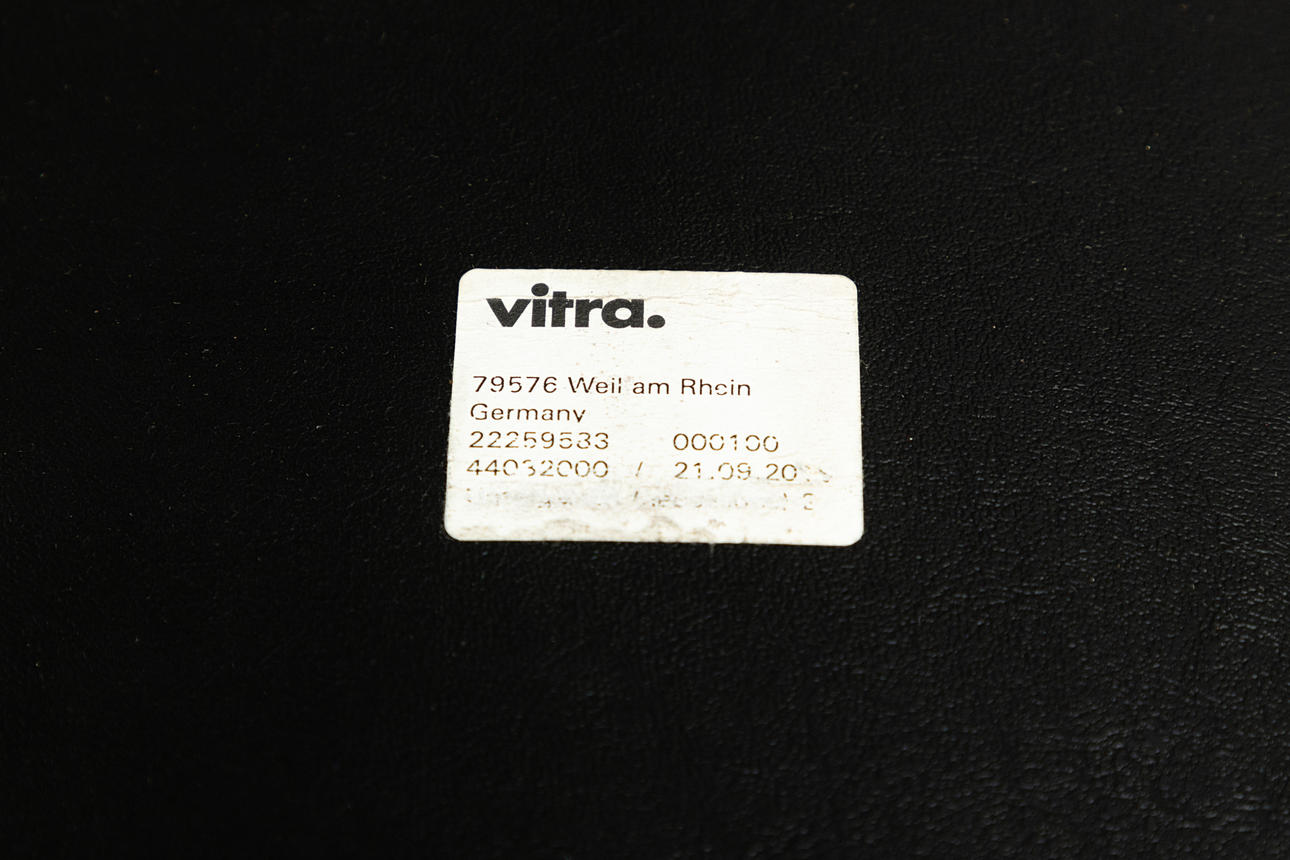 vitra.
79576 Weil am Rhein
Germany
22259533 000100
44032000 /